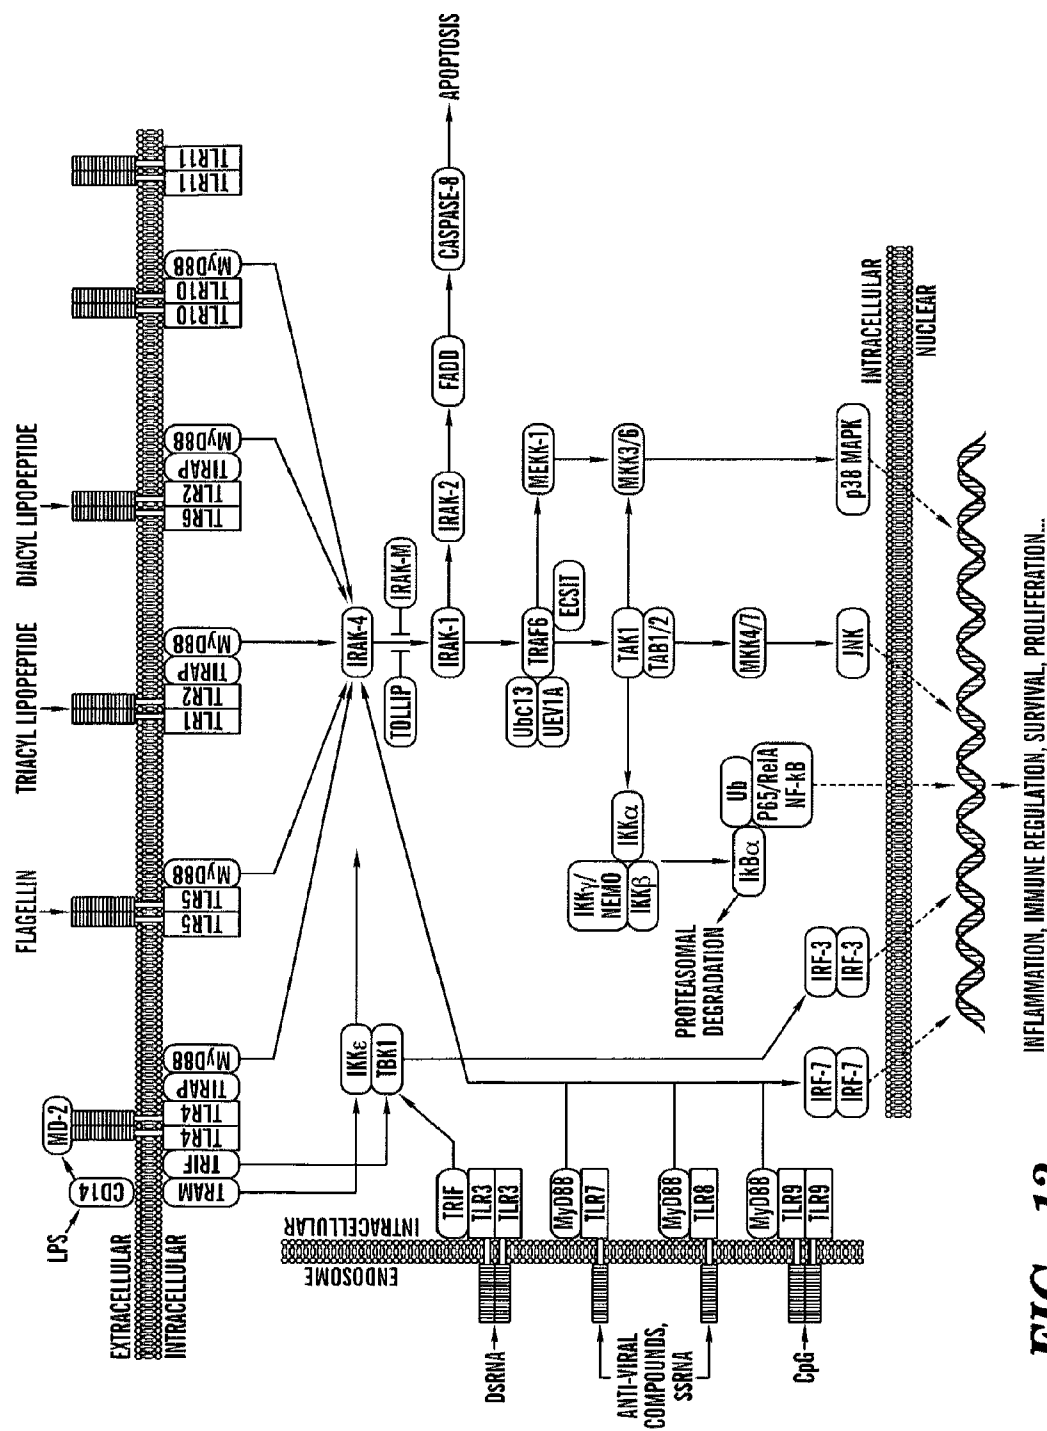 LPS
CD14
MD-2
FLAGELLIN
TRIACYL LIPOPEPTIDE
DIACYL LIPOPEPTIDE
EXTRACELLULAR
INTRACELLULAR
TRAM
TRIF
TLR4
TLR4
TIRAP
MyD88
TLR5
TLR5
MyD88
TLR1
TLR2
TIRAP
MyD88
TLR6
TLR2
TIRAP
MyD88
TLR10
TLR10
MyD88
TLR11
TLR11
ENDOSOME
INTRACELLULAR
IKKε
TBK1
IRAK-4
TOLLIP
IRAK-M
IRAK-1
IRAK-2
FADD
CASPASE-8
APOPTOSIS
DsRNA
TRIF
TLR3
TLR3
Ubc13
UEV1A
TRAF6
ECSIT
MEKK-1
ANTI-VIRAL
COMPOUNDS,
SSRNA
MyD88
TLR7
MyD88
TLR8
IKKγ/
NEMO
IKKβ
IKKα
TAK1
TAB1/2
MKK3/6
PROTEASOMAL
DEGRADATION
IkBα
Ub
P65/RelA
NF-kB
MKK4/7
CpG
MyD88
TLR9
TLR9
IRF-7
IRF-7
IRF-3
IRF-3
JNK
p38 MAPK
INTRACELLULAR
NUCLEAR
INFLAMMATION, IMMUNE REGULATION, SURVIVAL, PROLIFERATION...